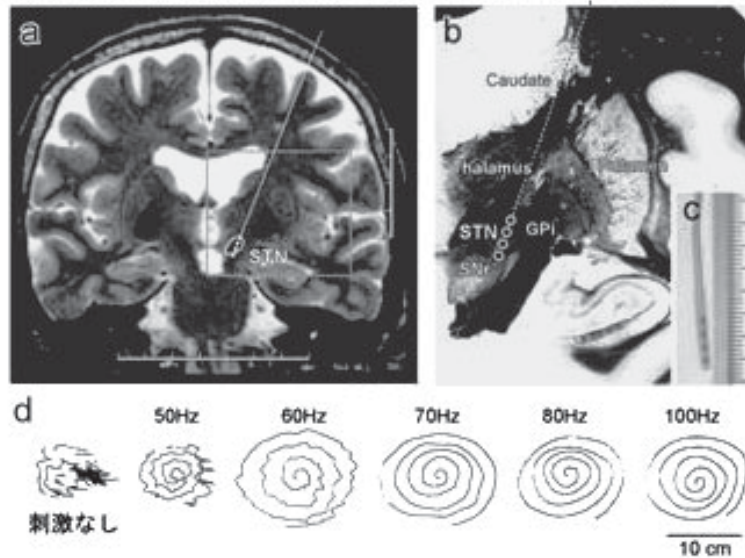 a
STN
b
Caudate
halamus
STN
GPi
SNr
c
d
50Hz
60Hz
70Hz
80Hz
100Hz
刺激なし
10 cm